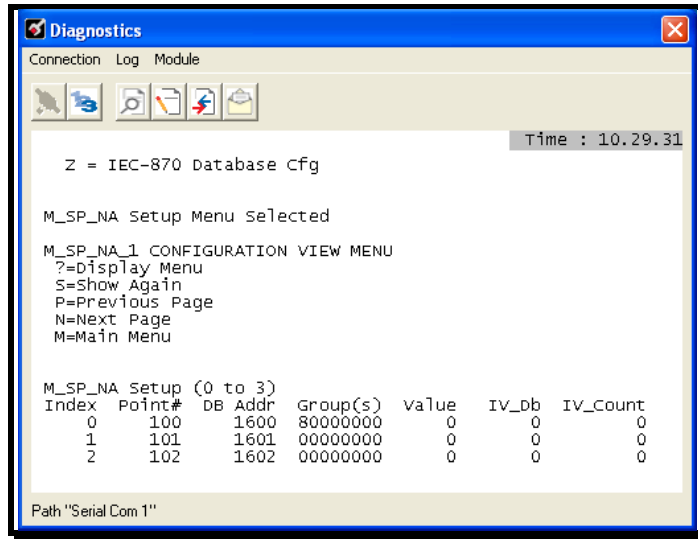 Diagnostics
Connection Log Module
Time : 10.29.31
Z = IEC-870 Database Cfg
M_SP_NA Setup Menu Selected
M_SP_NA_1 CONFIGURATION VIEW MENU
?=Display Menu
S=Show Again
P=Previous Page
N=Next Page
M=Main Menu
M_SP_NA Setup (0 to 3)
Index Point# DB Addr Group(s) Value IV_Db IV_Count
0 100 1600 80000000 0 0 0
1 101 1601 00000000 0 0 0
2 102 1602 00000000 0 0 0
Path "Serial Com 1"